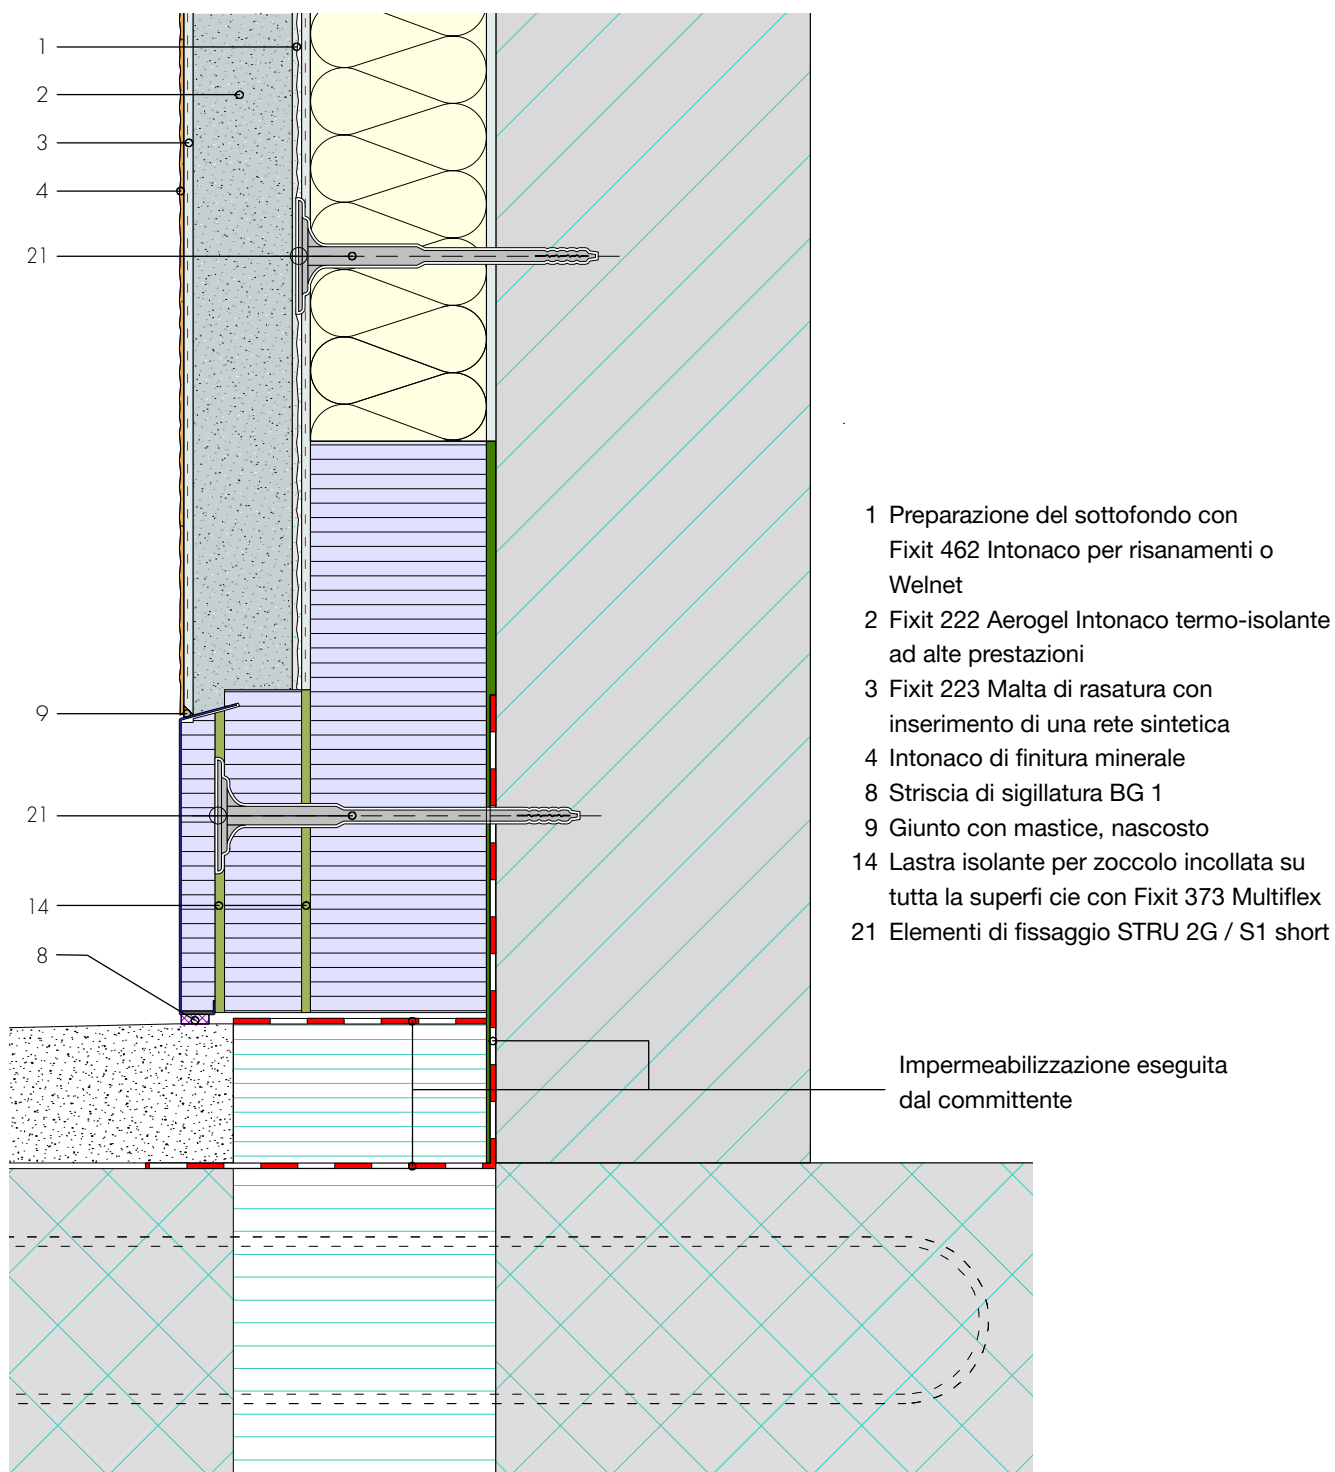 1
2
3
4
21
9
21
14
8
1 Preparazione del sottofondo con
Fixit 462 Intonaco per risanamenti o
Welnet
2 Fixit 222 Aerogel Intonaco termo-isolante
ad alte prestazioni
3 Fixit 223 Malta di rasatura con
inserimento di una rete sintetica
4 Intonaco di finitura minerale
8 Striscia di sigillatura BG 1
9 Giunto con mastice, nascosto
14 Lastra isolante per zoccolo incollata su
tutta la superfi cie con Fixit 373 Multiflex
21 Elementi di fissaggio STRU 2G / S1 short
Impermeabilizzazione eseguita
dal committente